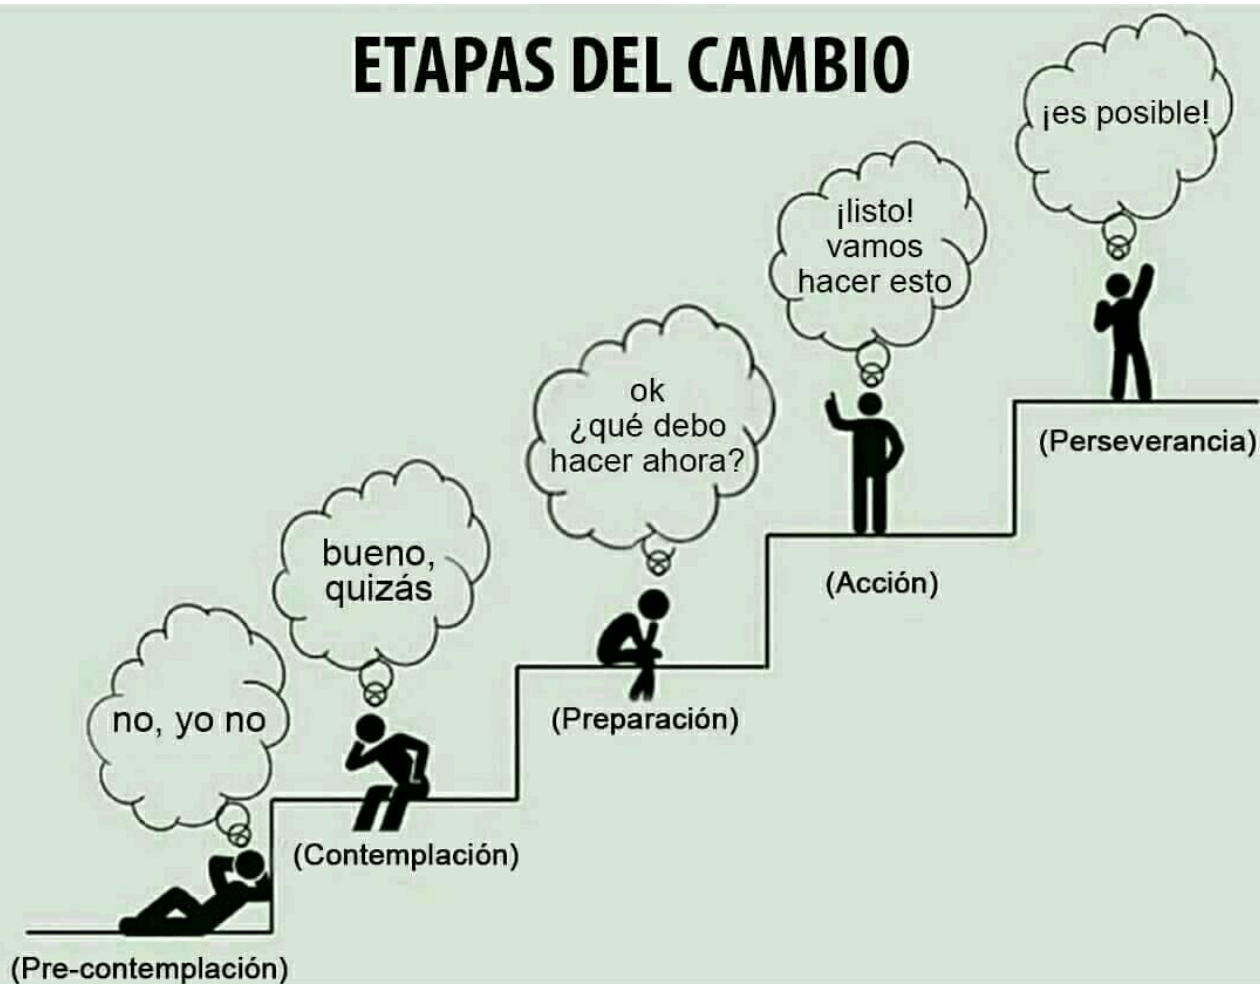 ETAPAS DEL CAMBIO
no, yo no
(Pre-contemplación)
bueno,
quizás
(Contemplación)
ok
¿qué debo
hacer ahora?
(Preparación)
¡listo!
vamos
hacer esto
(Acción)
¡es posible!
(Perseverancia)